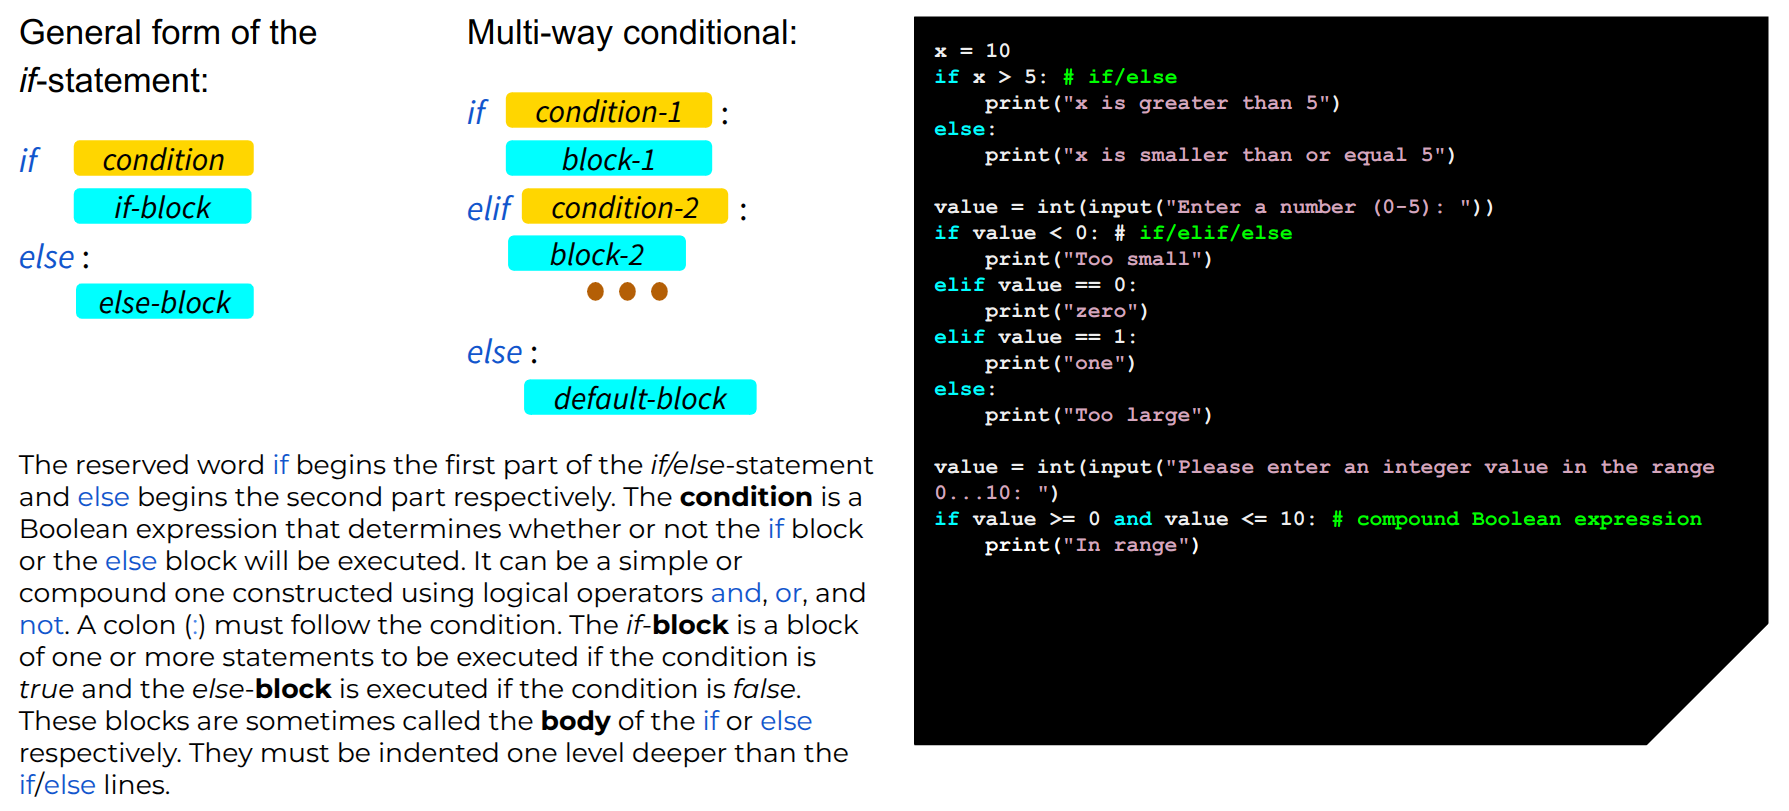 General form of the
if-statement:
if condition
if-block
else :
else-block
Multi-way conditional:
if condition-1 :
block-1
elif condition-2 :
block-2
else :
default-block
The reserved word if begins the first part of the if/else-statement
and else begins the second part respectively. The condition is a
Boolean expression that determines whether or not the if block
or the else block will be executed. It can be a simple or
compound one constructed using logical operators and, or, and
not. A colon (:) must follow the condition. The if-block is a block
of one or more statements to be executed if the condition is
true and the else-block is executed if the condition is false.
These blocks are sometimes called the body of the if or else
respectively. They must be indented one level deeper than the
if/else lines.
x = 10
if x > 5: # if/else
    print("x is greater than 5")
else:
    print("x is smaller than or equal 5")
value = int(input("Enter a number (0-5): "))
if value < 0: # if/elif/else
    print("Too small")
elif value == 0:
    print("zero")
elif value == 1:
    print("one")
else:
    print("Too large")
value = int(input("Please enter an integer value in the range
0...10: ")
if value >= 0 and value <= 10: # compound Boolean expression
    print("In range")